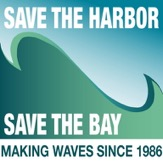 SAVE THE HARBOR
SAVE THE BAY
MAKING WAVES SINCE 1986